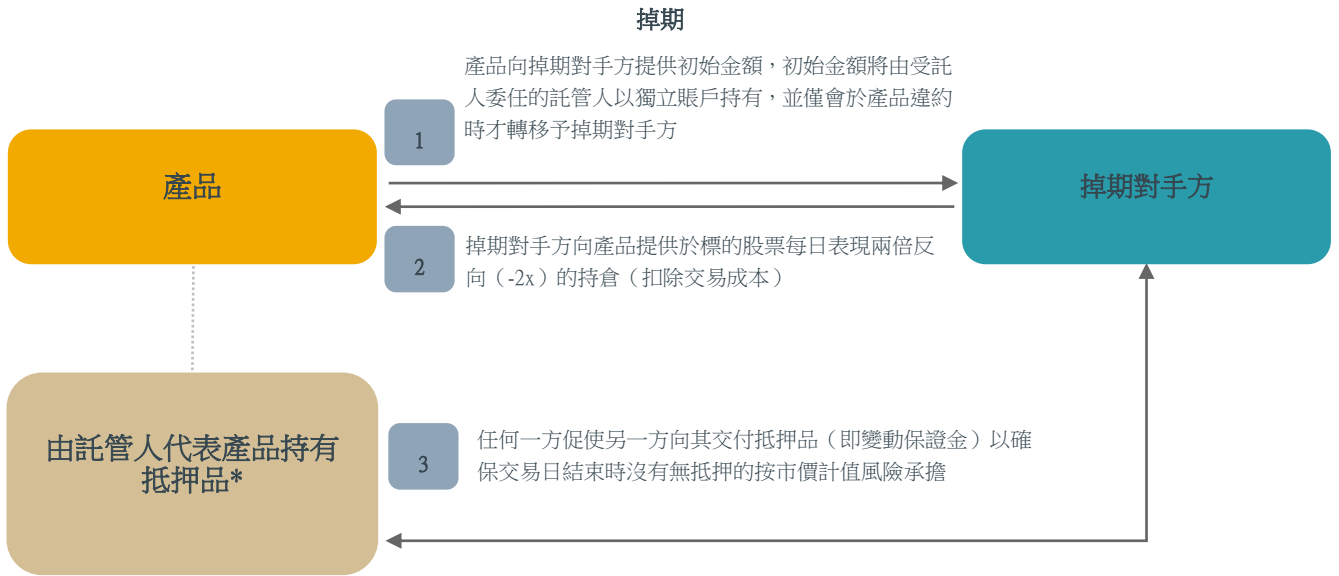 掉期
產品向掉期對手方提供初始金額，初始金額將由受託
人委任的託管人以獨立賬戶持有，並僅會於產品違約
時才轉移予掉期對手方
1
產品
掉期對手方
2
掉期對手方向產品提供於標的股票每日表現兩倍反
向（-2x）的持倉（扣除交易成本）
由託管人代表產品持有
抵押品*
3
任何一方促使另一方向其交付抵押品（即變動保證金）以確
保交易日結束時沒有無抵押的按市價計值風險承擔